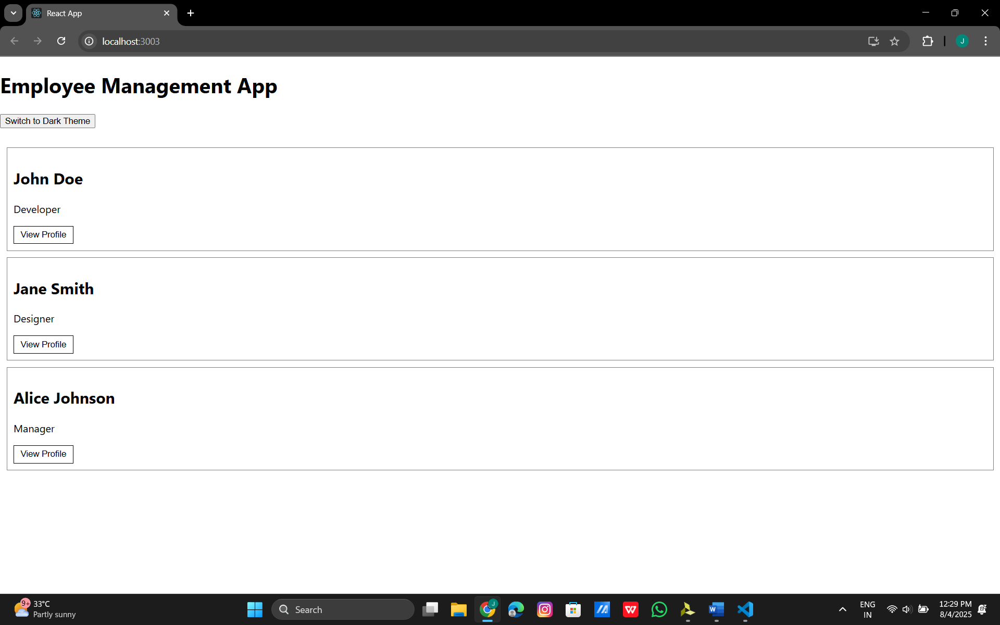 React App
localhost:3003
J
Employee Management App
Switch to Dark Theme
John Doe
Developer
View Profile
Jane Smith
Designer
View Profile
Alice Johnson
Manager
View Profile
9+
33°C
Partly sunny
Search
J
W
W
ENG
IN
12:29 PM
8/4/2025